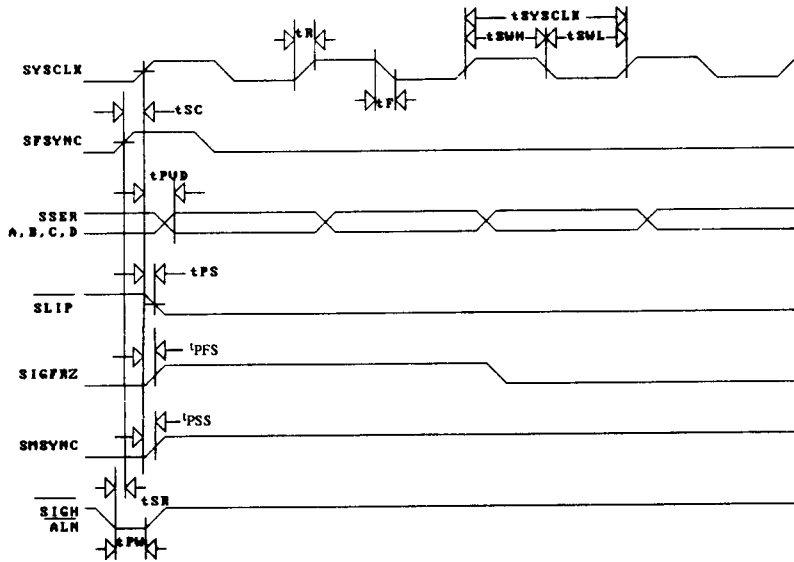 tSYSCLK
tR
tSWH
tSWL
SYSCLK
tF
tSC
SFSYNC
tPVD
SSER
A,B,C,D
tPS
SLIP
tPFS
SIGFRZ
tPSS
SMSYNC
tSR
SIGH
ALN
tPW